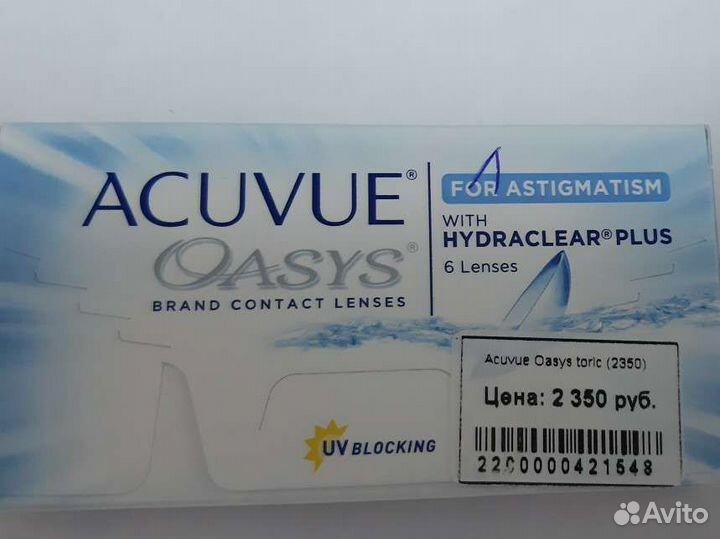 ACUVUE®
OASYS®
BRAND CONTACT LENSES
FOR ASTIGMATISM
WITH
HYDRACLEAR® PLUS
6 Lenses
UV BLOCKING
Acuvue Oasys toric (2350)
Цена: 2 350 руб.
2200000421548
Avito